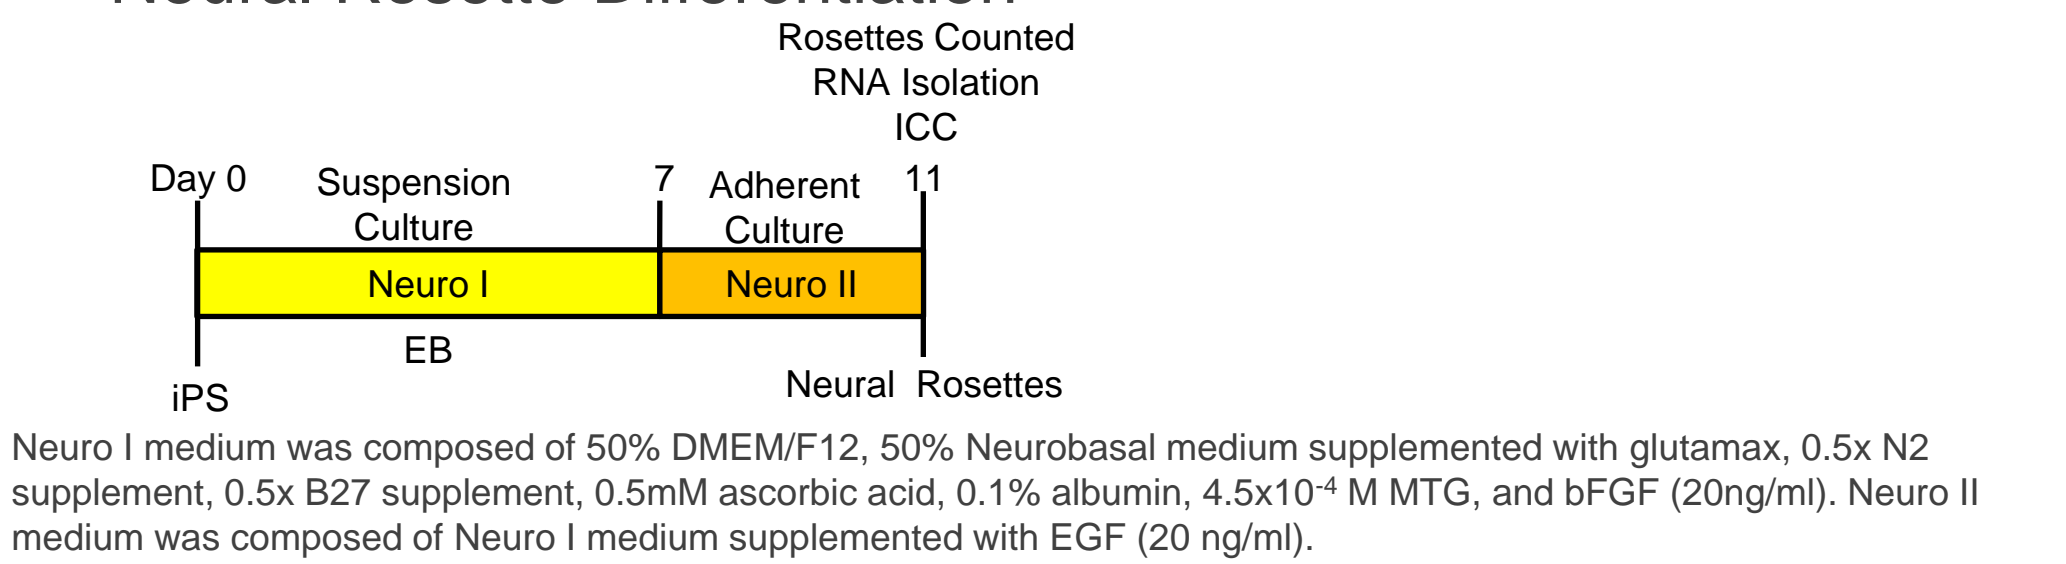 Neural Rosette Differentiation
Rosettes Counted
RNA Isolation
ICC
Day 0
Suspension
Culture
7
Adherent
Culture
11
Neuro I
Neuro II
EB
iPS
Neural Rosettes
Neuro I medium was composed of 50% DMEM/F12, 50% Neurobasal medium supplemented with glutamax, 0.5x N2
supplement, 0.5x B27 supplement, 0.5mM ascorbic acid, 0.1% albumin, 4.5x10-4 M MTG, and bFGF (20ng/ml). Neuro II
medium was composed of Neuro I medium supplemented with EGF (20 ng/ml).